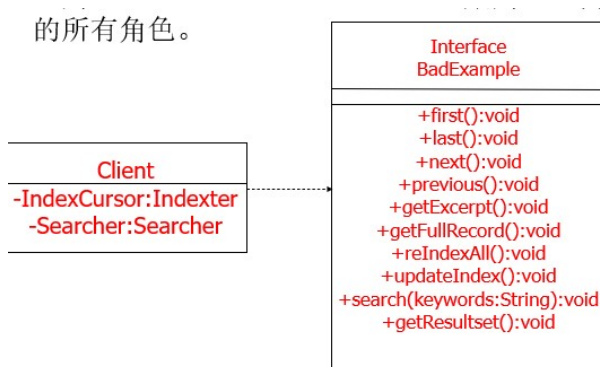 的所有角色。
Interface
BadExample
+first():void
+last():void
+next():void
+previous():void
+getExcerpt():void
+getFullRecord():void
+reIndexAll():void
+updateIndex():void
+search(keywords:String):void
+getResultset():void
Client
-IndexCursor:Indexter
-Searcher:Searcher